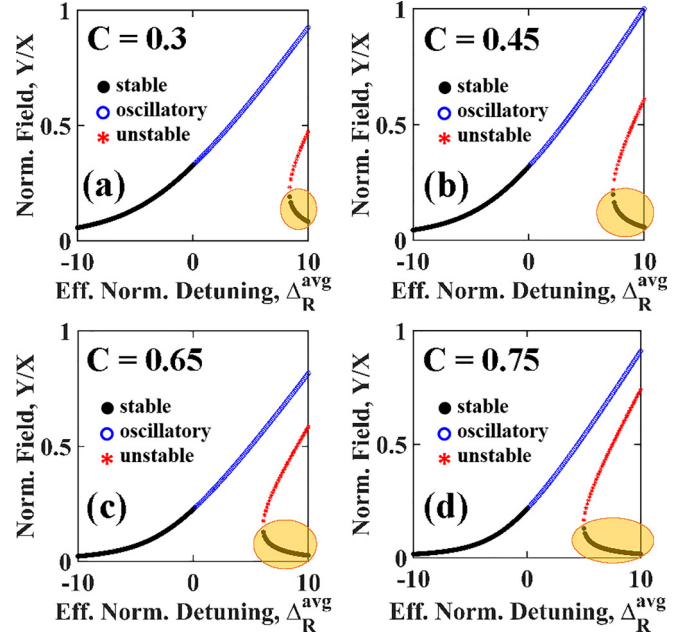 1
C = 0.3
stable
oscillatory
unstable
0.5
(a)
0
-10 0 10
Norm. Field, Y/X
Eff. Norm. Detuning, Δ_R^avg
1
C = 0.45
stable
oscillatory
unstable
0.5
(b)
0
-10 0 10
Norm. Field, Y/X
Eff. Norm. Detuning, Δ_R^avg
1
C = 0.65
stable
oscillatory
unstable
0.5
(c)
0
-10 0 10
Norm. Field, Y/X
Eff. Norm. Detuning, Δ_R^avg
1
C = 0.75
stable
oscillatory
unstable
0.5
(d)
0
-10 0 10
Norm. Field, Y/X
Eff. Norm. Detuning, Δ_R^avg